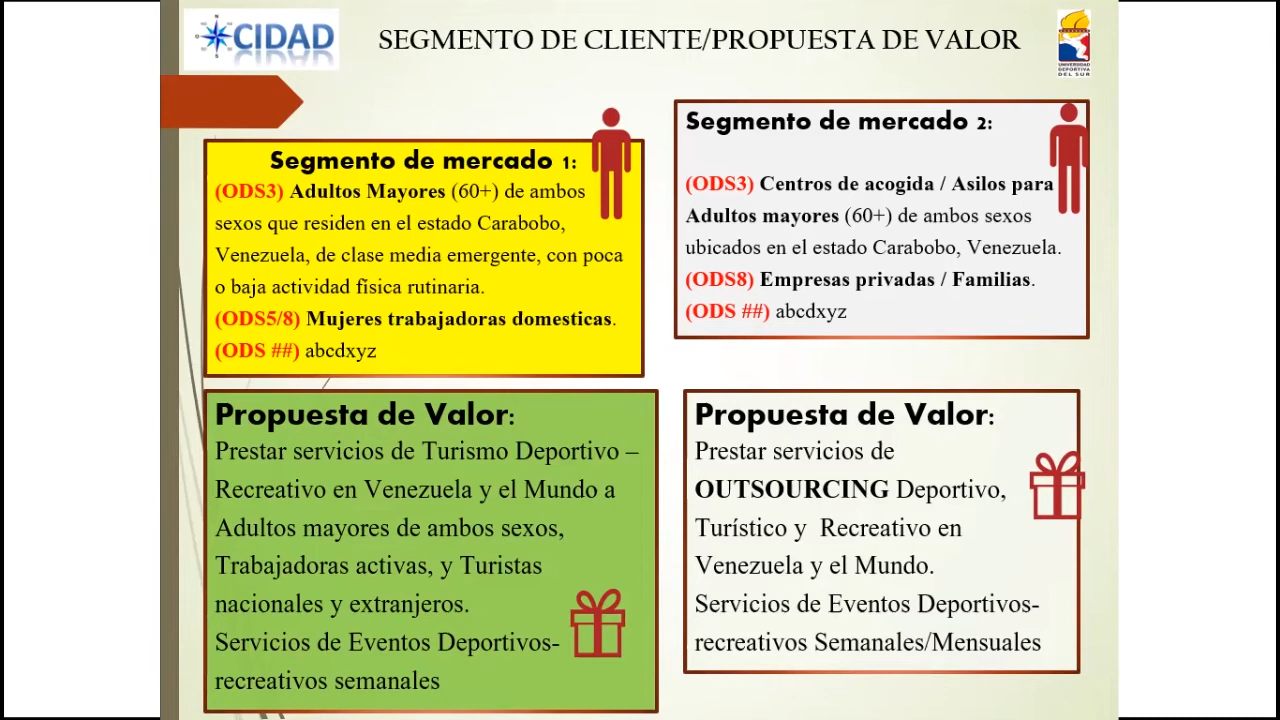 CIDAD
SEGMENTO DE CLIENTE/PROPUESTA DE VALOR
UNIVERSIDAD
DEPORTIVA
DEL SUR
Segmento de mercado 1:
(ODS3) Adultos Mayores (60+) de ambos
sexos que residen en el estado Carabobo,
Venezuela, de clase media emergente, con poca
o baja actividad física rutinaria.
(ODS5/8) Mujeres trabajadoras domesticas.
(ODS ##) abcdxyz
Segmento de mercado 2:
(ODS3) Centros de acogida / Asilos para
Adultos mayores (60+) de ambos sexos
ubicados en el estado Carabobo, Venezuela.
(ODS8) Empresas privadas / Familias.
(ODS ##) abcdxyz
Propuesta de Valor:
Prestar servicios de Turismo Deportivo –
Recreativo en Venezuela y el Mundo a
Adultos mayores de ambos sexos,
Trabajadoras activas, y Turistas
nacionales y extranjeros.
Servicios de Eventos Deportivos-
recreativos semanales
Propuesta de Valor:
Prestar servicios de
OUTSOURCING Deportivo,
Turístico y  Recreativo en
Venezuela y el Mundo.
Servicios de Eventos Deportivos-
recreativos Semanales/Mensuales